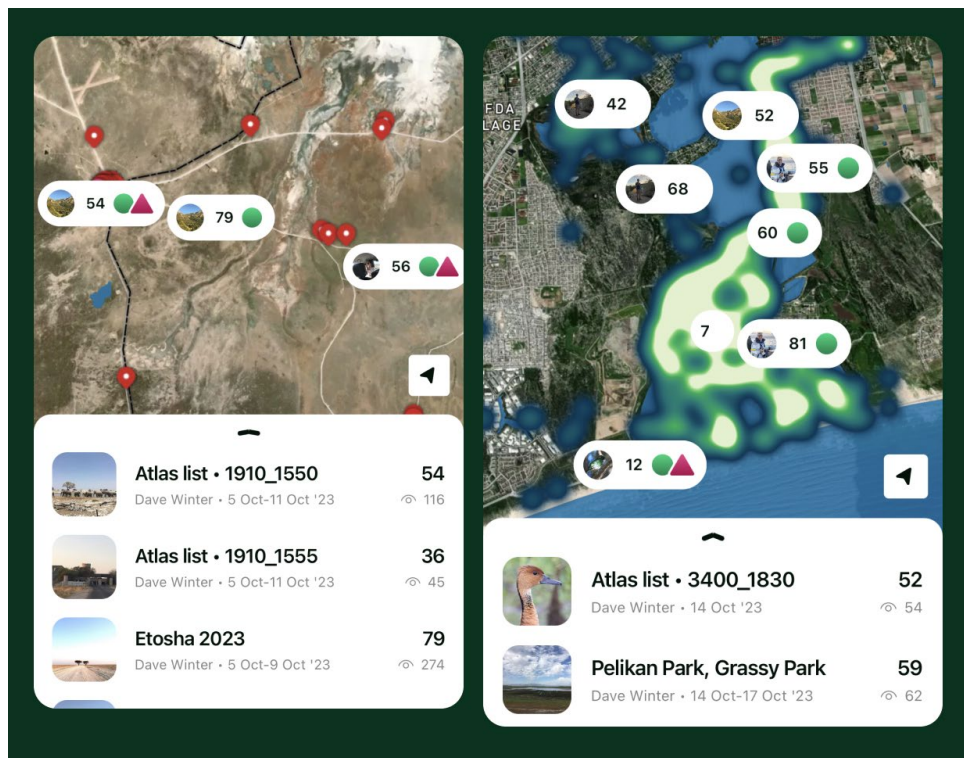 54
79
56
Atlas list • 1910_1550
54
Dave Winter • 5 Oct-11 Oct '23
116
Atlas list • 1910_1555
36
Dave Winter • 5 Oct-11 Oct '23
45
Etosha 2023
79
Dave Winter • 5 Oct-9 Oct '23
274
42
FDA
LAGE
52
55
68
60
7
81
12
Atlas list • 3400_1830
52
Dave Winter • 14 Oct '23
54
Pelikan Park, Grassy Park
59
Dave Winter • 14 Oct-17 Oct '23
62